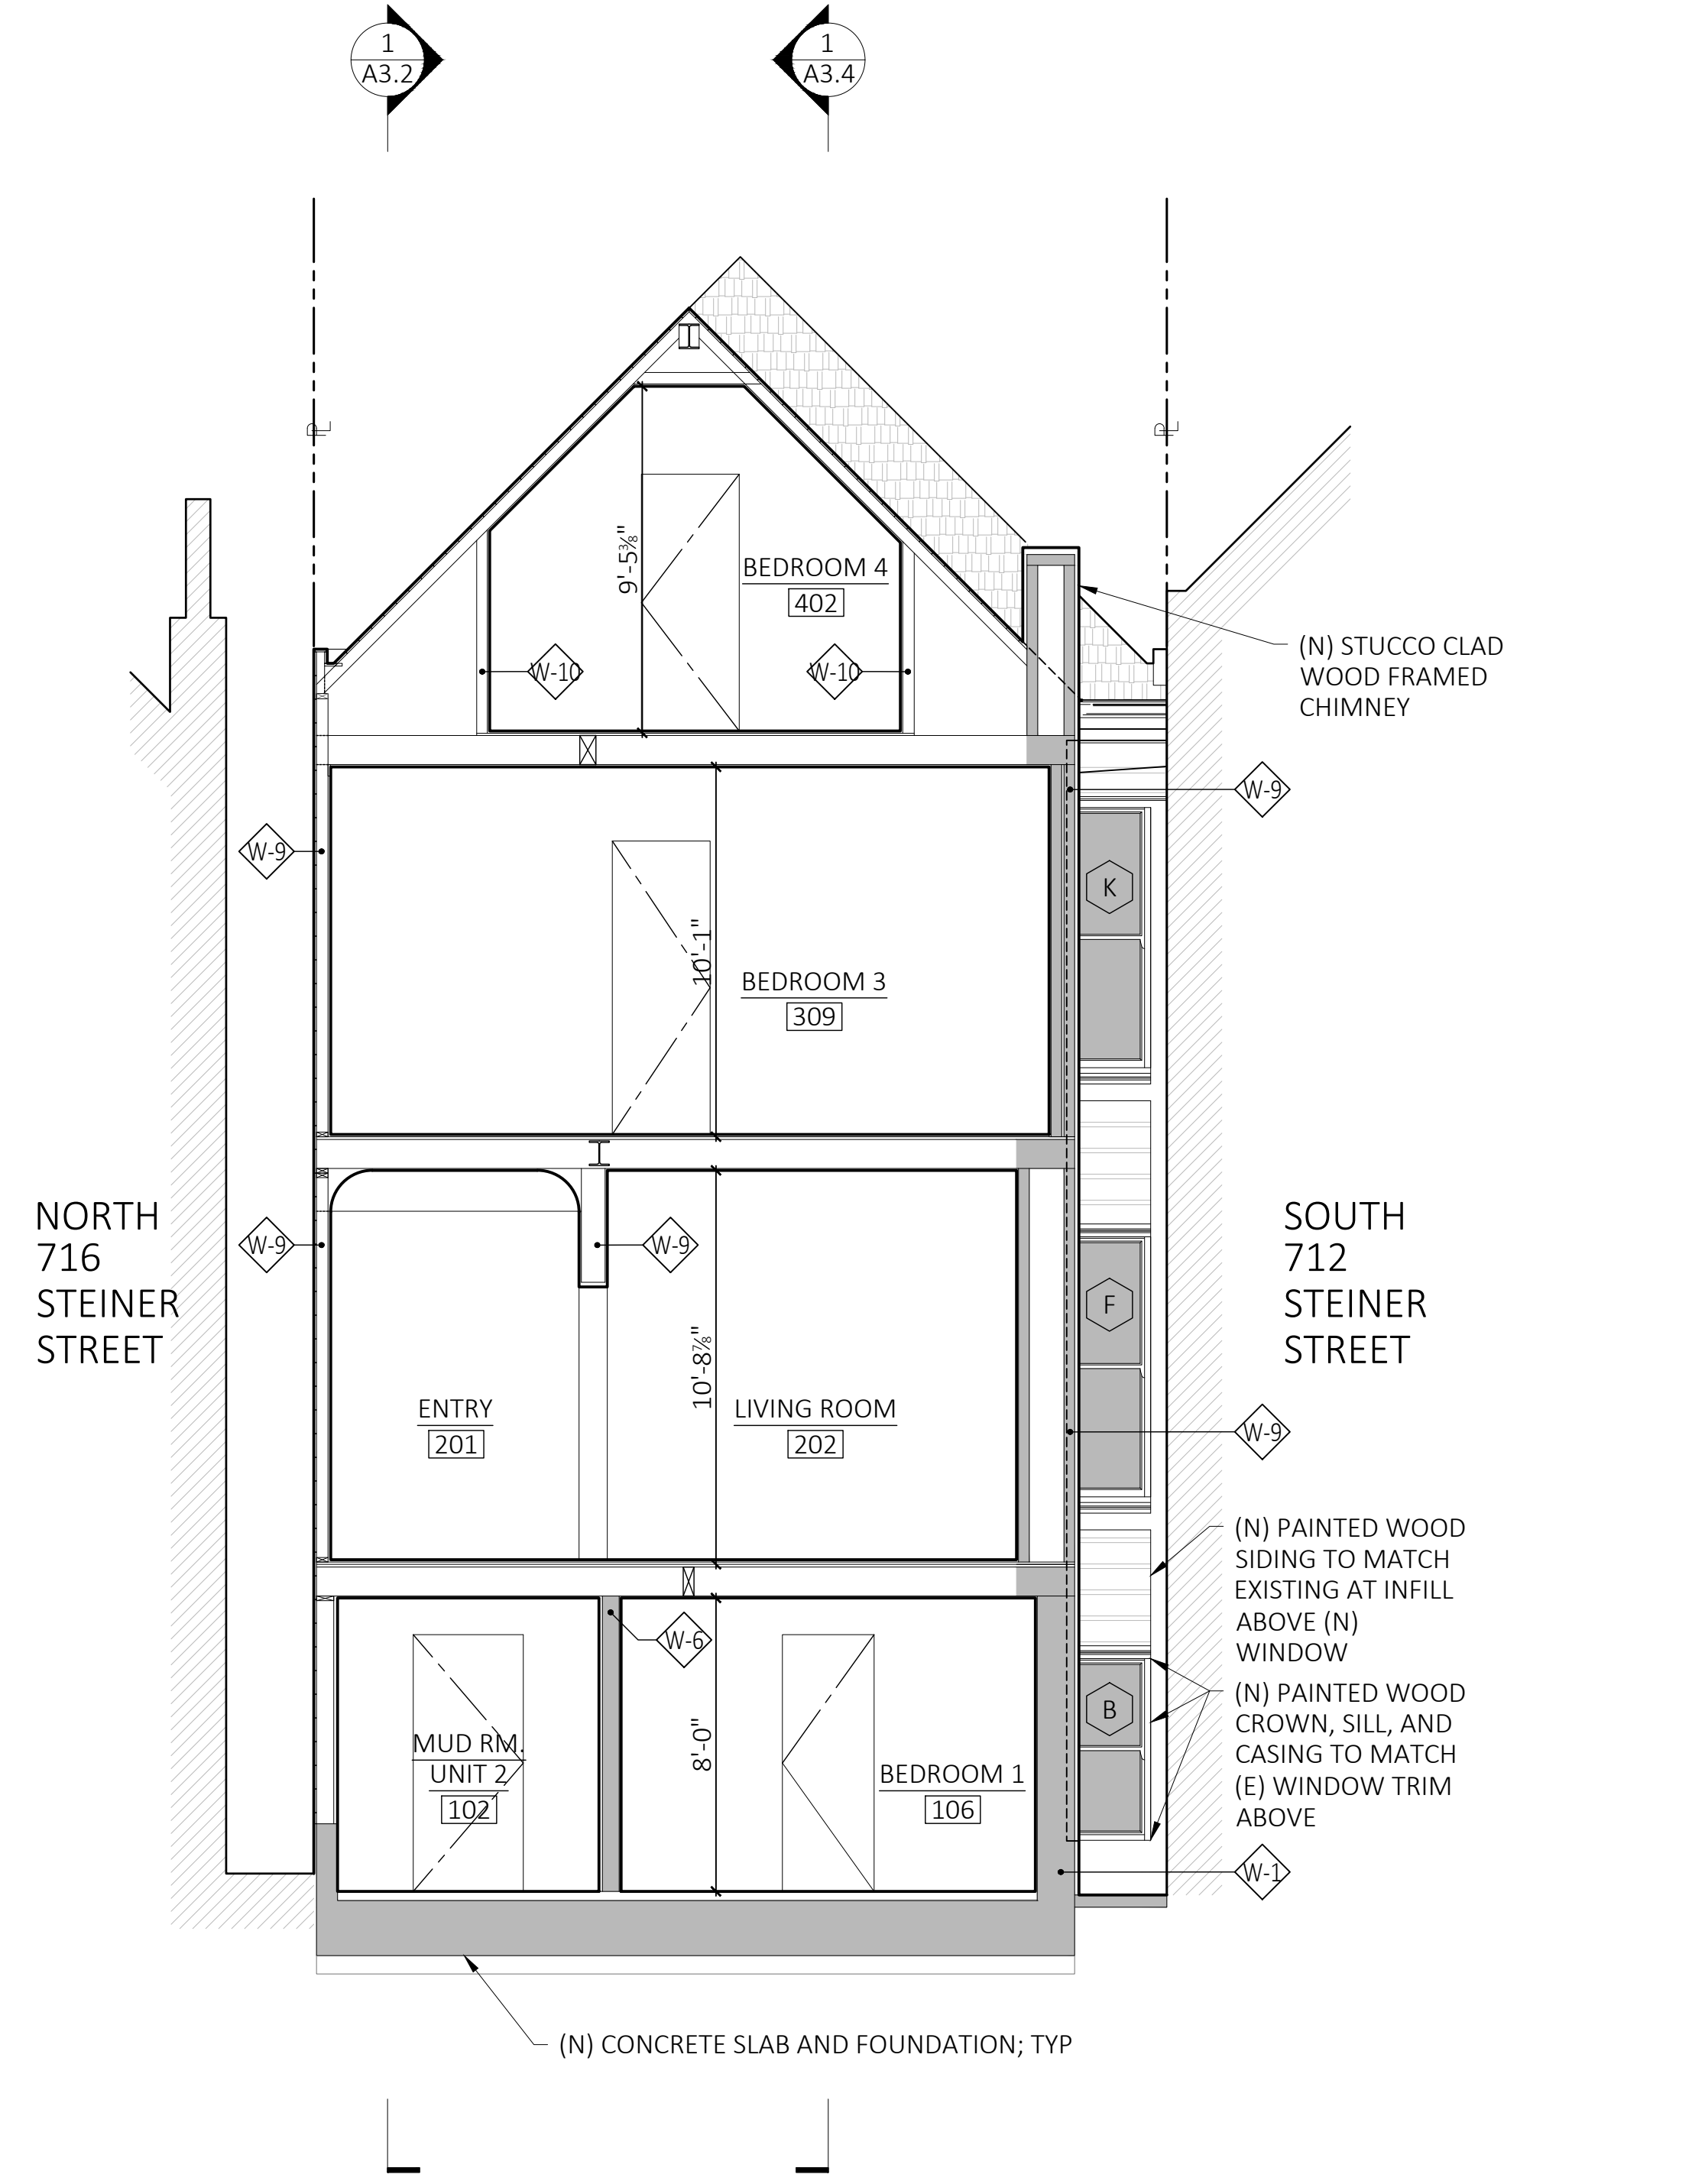 1
A3.2
1
A3.4
PL
PL
9'-5⅜"
BEDROOM 4
402
W-10
W-10
(N) STUCCO CLAD
WOOD FRAMED
CHIMNEY
W-9
W-9
K
10'-1"
BEDROOM 3
309
NORTH
716
STEINER
STREET
W-9
W-9
F
SOUTH
712
STEINER
STREET
10'-8⅞"
ENTRY
201
LIVING ROOM
202
W-9
(N) PAINTED WOOD
SIDING TO MATCH
EXISTING AT INFILL
ABOVE (N)
WINDOW
W-6
(N) PAINTED WOOD
CROWN, SILL, AND
CASING TO MATCH
(E) WINDOW TRIM
ABOVE
B
8'-0"
MUD RM.
UNIT 2
102
BEDROOM 1
106
W-1
(N) CONCRETE SLAB AND FOUNDATION; TYP